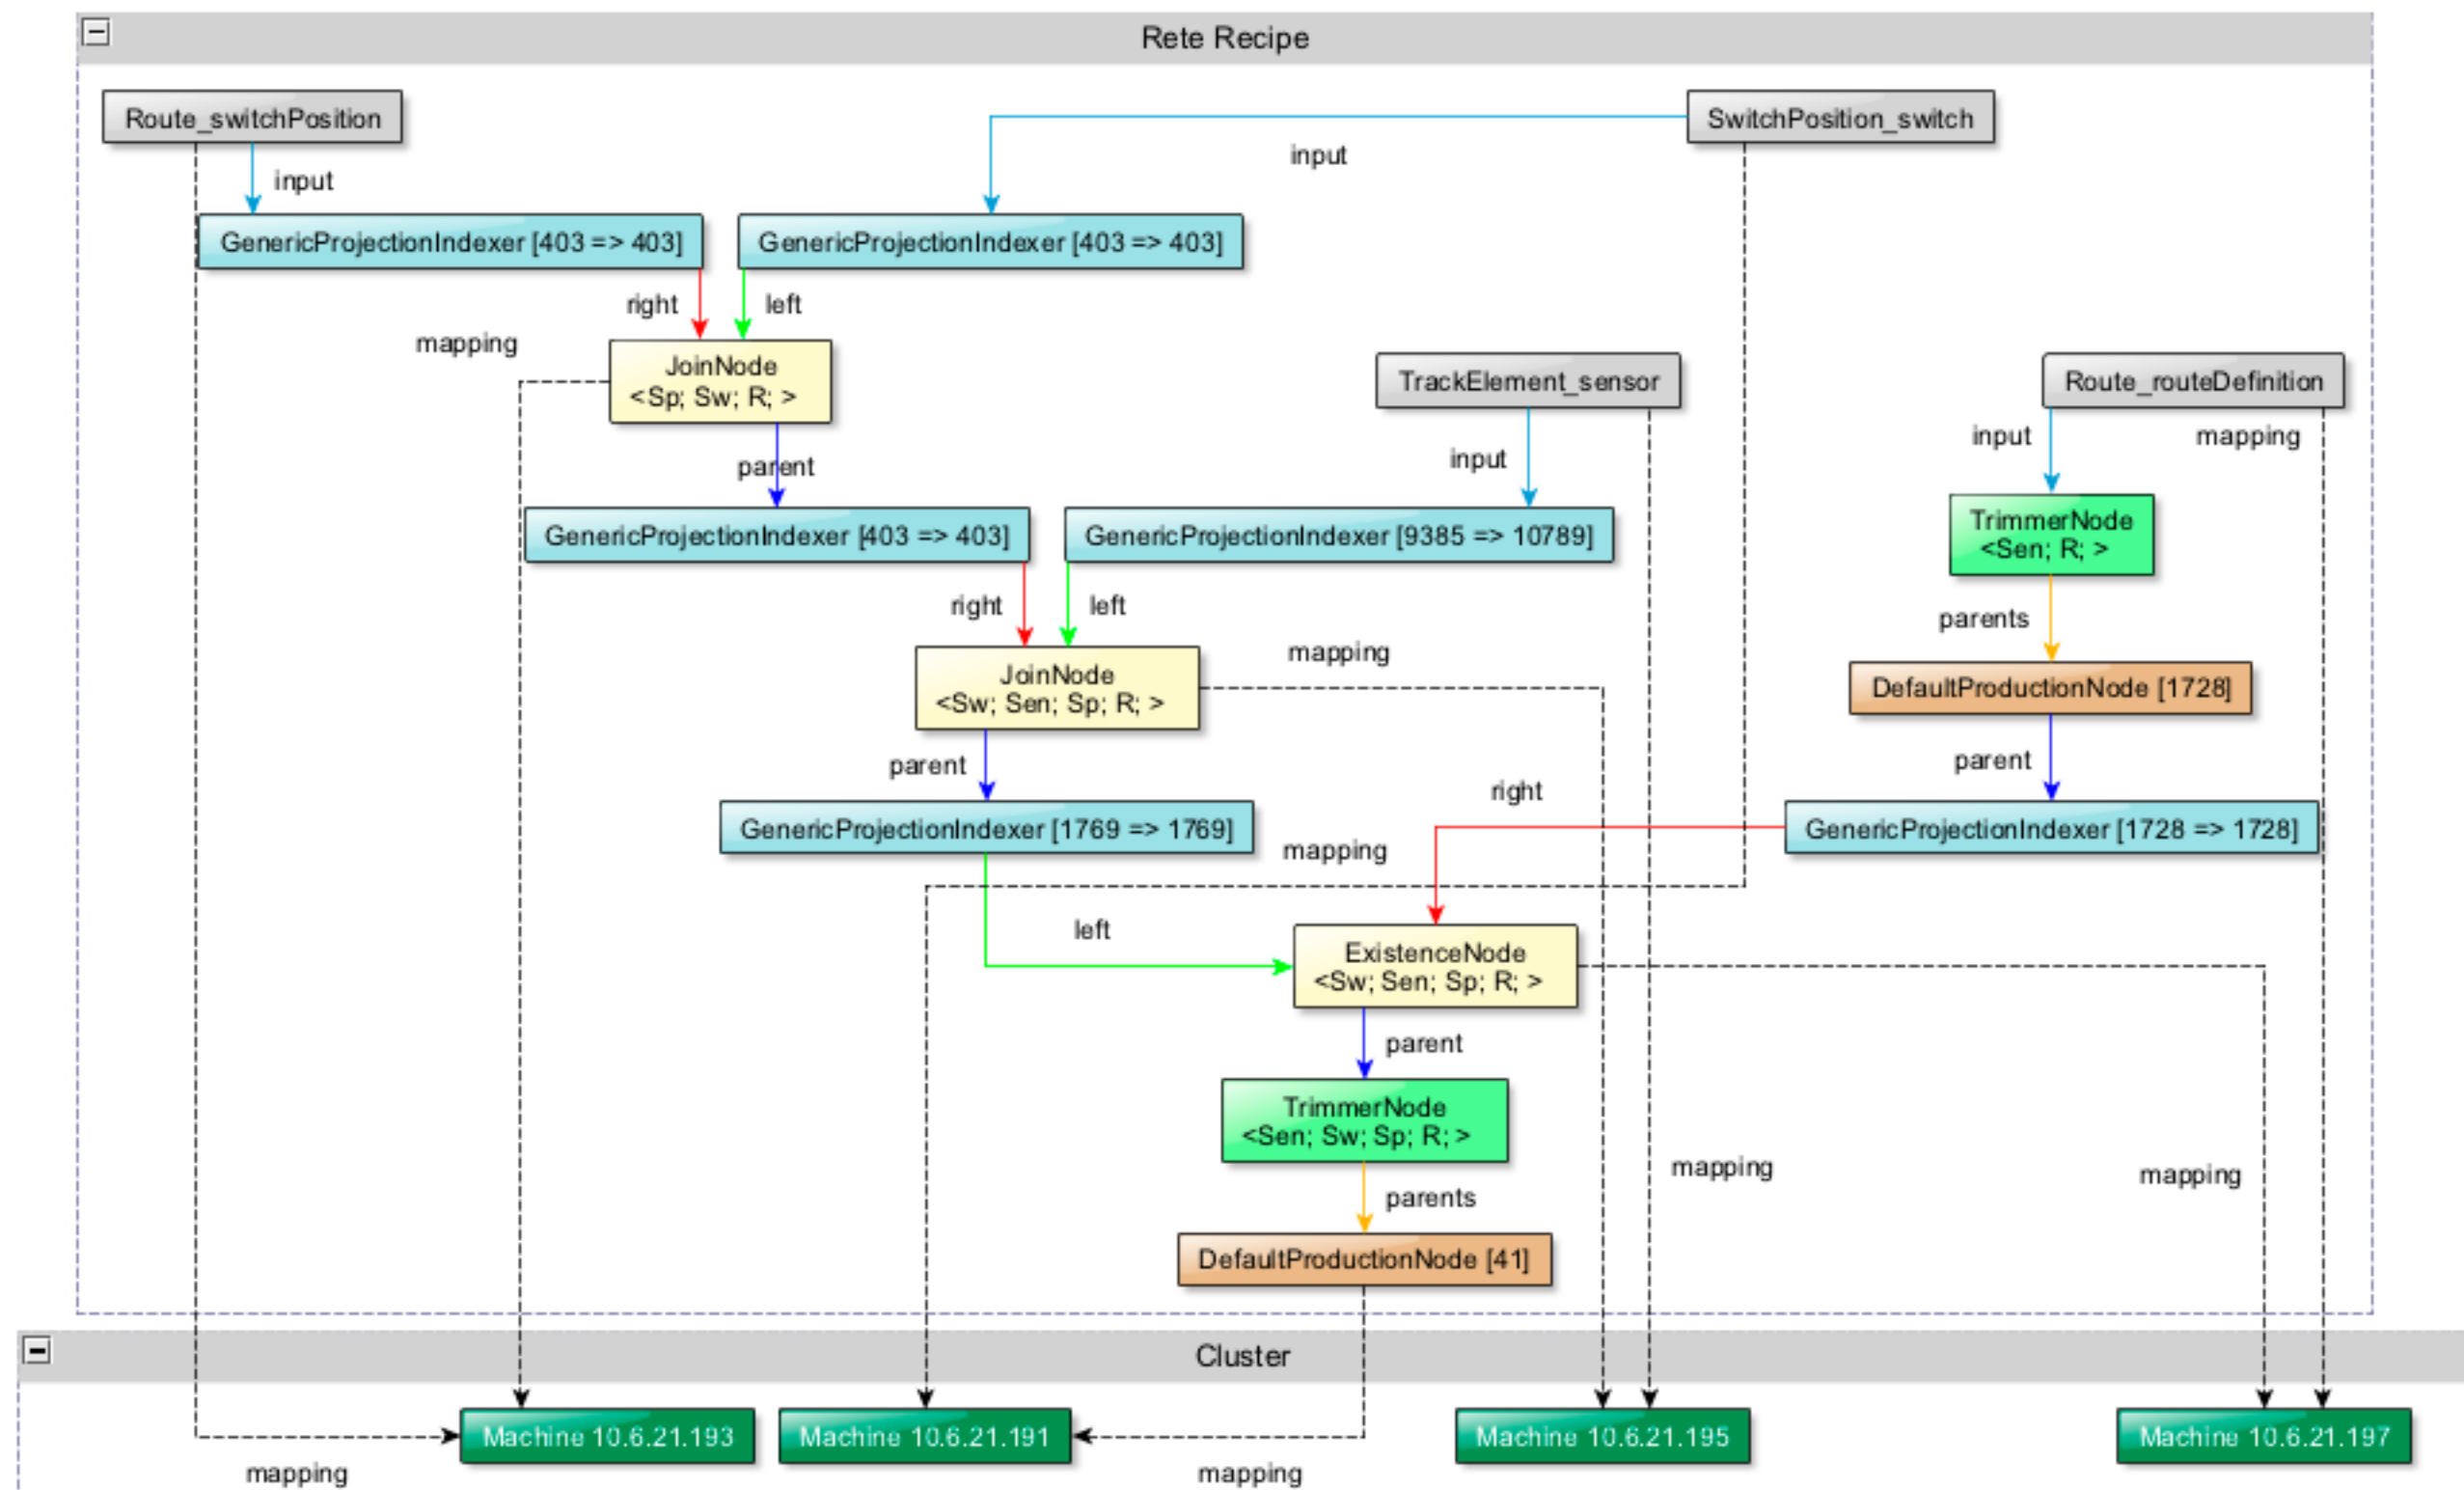 Rete Recipe
Route_switchPosition
SwitchPosition_switch
input
input
GenericProjectionIndexer [403 => 403]
GenericProjectionIndexer [403 => 403]
right
left
mapping
JoinNode
<Sp; Sw; R; >
TrackElement_sensor
Route_routeDefinition
parent
input
input
mapping
GenericProjectionIndexer [403 => 403]
GenericProjectionIndexer [9385 => 10789]
TrimmerNode
<Sen; R; >
right
left
parents
mapping
JoinNode
<Sw; Sen; Sp; R; >
DefaultProductionNode [1728]
parent
parent
right
GenericProjectionIndexer [1769 => 1769]
GenericProjectionIndexer [1728 => 1728]
mapping
left
ExistenceNode
<Sw; Sen; Sp; R; >
parent
TrimmerNode
<Sen; Sw; Sp; R; >
mapping
mapping
parents
DefaultProductionNode [41]
Cluster
Machine 10.6.21.193
Machine 10.6.21.191
Machine 10.6.21.195
Machine 10.6.21.197
mapping
mapping